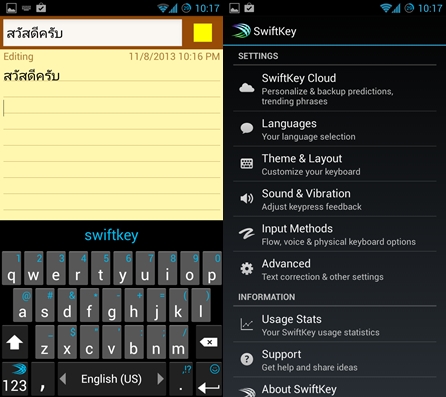 10:17
สวัสดีครับ
Editing 11/8/2013 10:16 PM
สวัสดีครับ
swiftkey
1 2 3 4 5 6 7 8 9 0
q w e r t y u i o p
@ # & * - + ( )
a s d f g h j k l
_ $ " ' : ; /
z x c v b n m
123 , English (US) . ,!?
10:17
SwiftKey
SETTINGS
SwiftKey Cloud
Personalize & backup predictions,
trending phrases
Languages
Your language selection
Theme & Layout
Customize your keyboard
Sound & Vibration
Adjust keypress feedback
Input Methods
Flow, voice & physical keyboard options
Advanced
Text correction & other settings
INFORMATION
Usage Stats
Your SwiftKey usage statistics
Support
Get help and share ideas
About SwiftKey